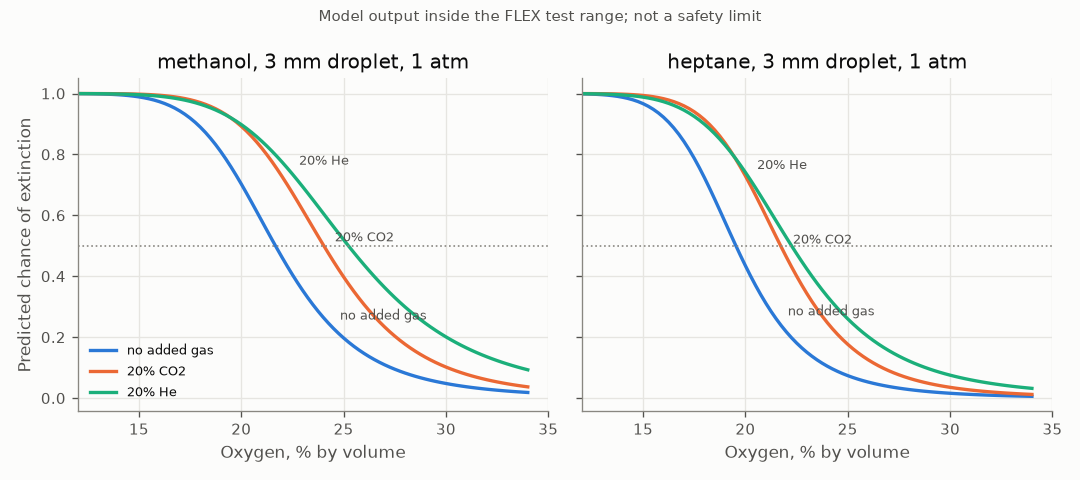 Model output inside the FLEX test range; not a safety limit
methanol, 3 mm droplet, 1 atm
heptane, 3 mm droplet, 1 atm
Predicted chance of extinction
1.0
0.8
0.6
0.4
0.2
0.0
20% He
20% CO2
no added gas
no added gas
20% CO2
20% He
15
20
25
30
35
Oxygen, % by volume
20% He
20% CO2
no added gas
15
20
25
30
35
Oxygen, % by volume